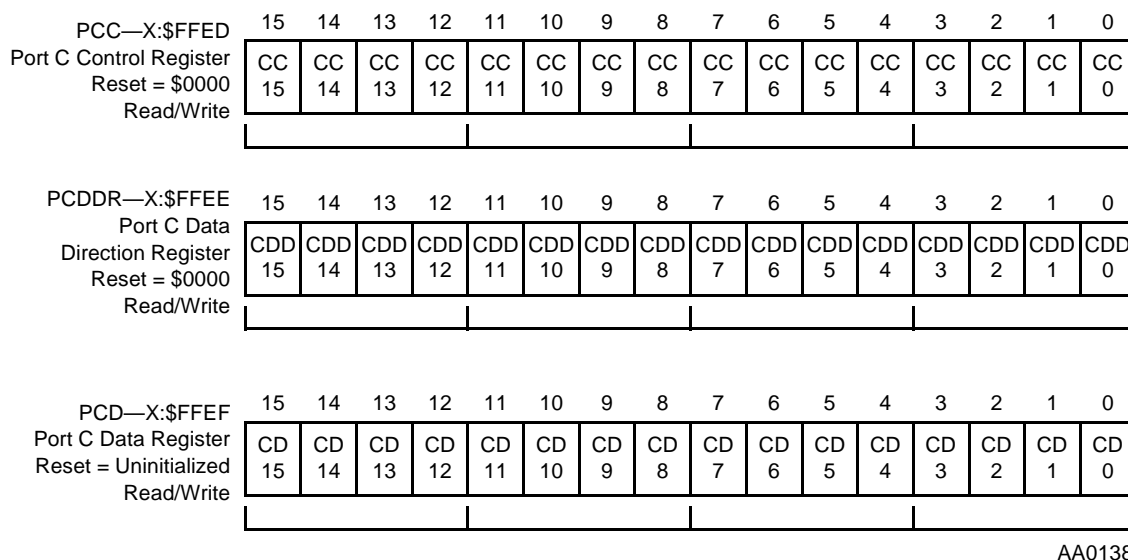 PCC—X:$FFED
Port C Control Register
Reset = $0000
Read/Write
15 14 13 12 11 10 9 8 7 6 5 4 3 2 1 0
CC CC CC CC CC CC CC CC CC CC CC CC CC CC CC CC
15 14 13 12 11 10 9 8 7 6 5 4 3 2 1 0
PCDDR—X:$FFEE
Port C Data
Direction Register
Reset = $0000
Read/Write
15 14 13 12 11 10 9 8 7 6 5 4 3 2 1 0
CDD CDD CDD CDD CDD CDD CDD CDD CDD CDD CDD CDD CDD CDD CDD CDD
15 14 13 12 11 10 9 8 7 6 5 4 3 2 1 0
PCD—X:$FFEF
Port C Data Register
Reset = Uninitialized
Read/Write
15 14 13 12 11 10 9 8 7 6 5 4 3 2 1 0
CD CD CD CD CD CD CD CD CD CD CD CD CD CD CD CD
15 14 13 12 11 10 9 8 7 6 5 4 3 2 1 0
AA0138